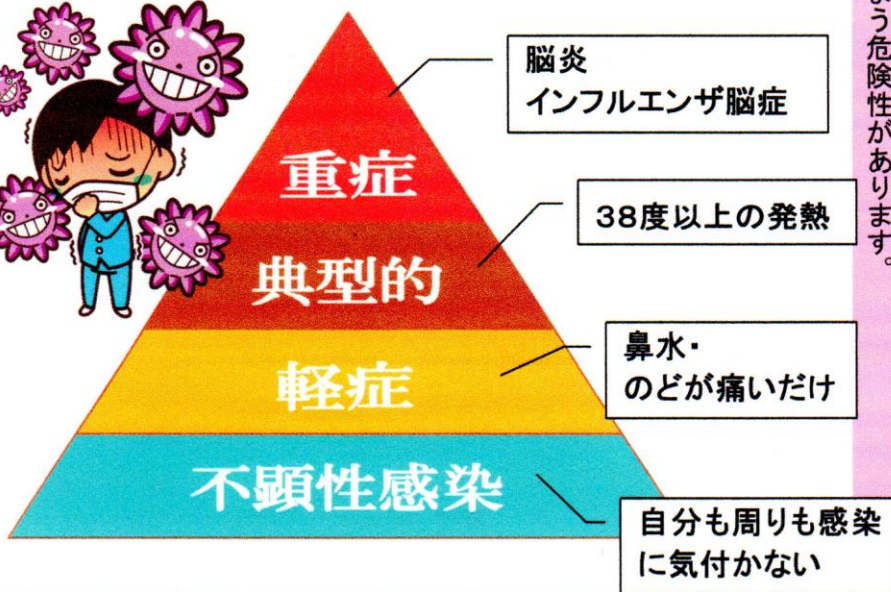 重症
脳炎
インフルエンザ脳症
典型的
38度以上の発熱
軽症
鼻水・
のどが痛いだけ
不顕性感染
自分も周りも感染
に気付かない
う危険性があります。